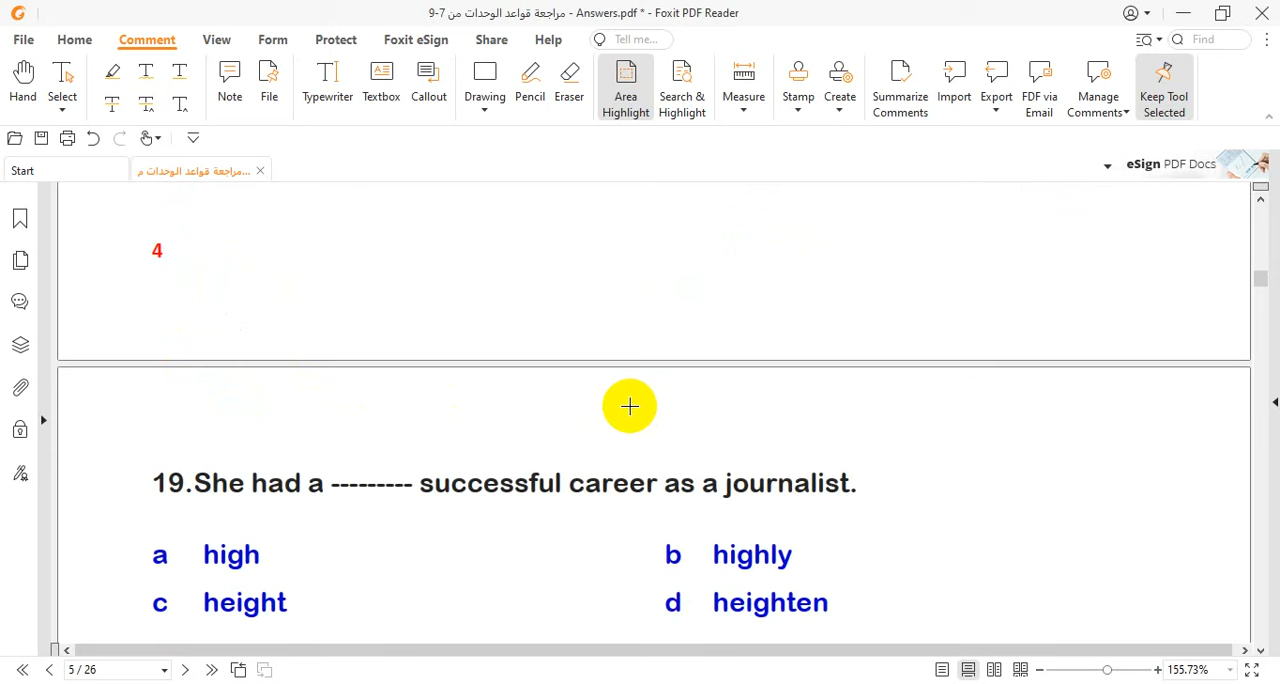 مراجعة قواعد الوحدات من 7-9 - Answers.pdf * - Foxit PDF Reader
File Home Comment View Form Protect Foxit eSign Share Help Tell me... Find
Hand Select Note File Typewriter Textbox Callout Drawing Pencil Eraser Area Highlight Search & Highlight Measure Stamp Create Summarize Comments Import Export FDF via Email Manage Comments Keep Tool Selected
Start مراجعة قواعد الوحدات م... eSign PDF Docs
4
19.She had a --------- successful career as a journalist.
a high b highly
c height d heighten
5 / 26 155.73%